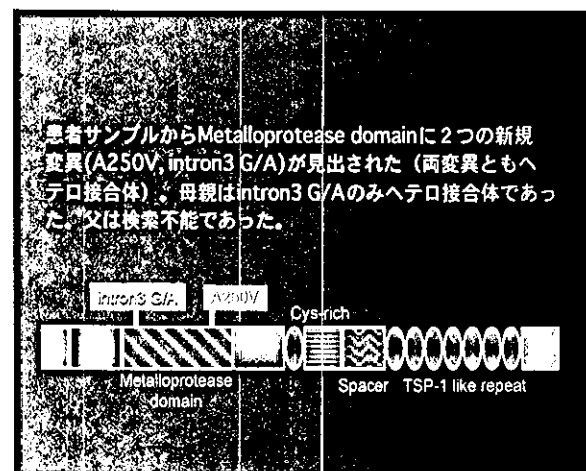 患者サンプルからMetalloprotease domainに２つの新規
変異(A250V, intron3 G/A)が見出された（両変異ともヘ
テロ接合体）。母親はintron3 G/Aのみヘテロ接合体であっ
た。父は検索不能であった。
intron3 G/A
A250V
Cys-rich
Metalloprotease
domain
Spacer
TSP-1 like repeat